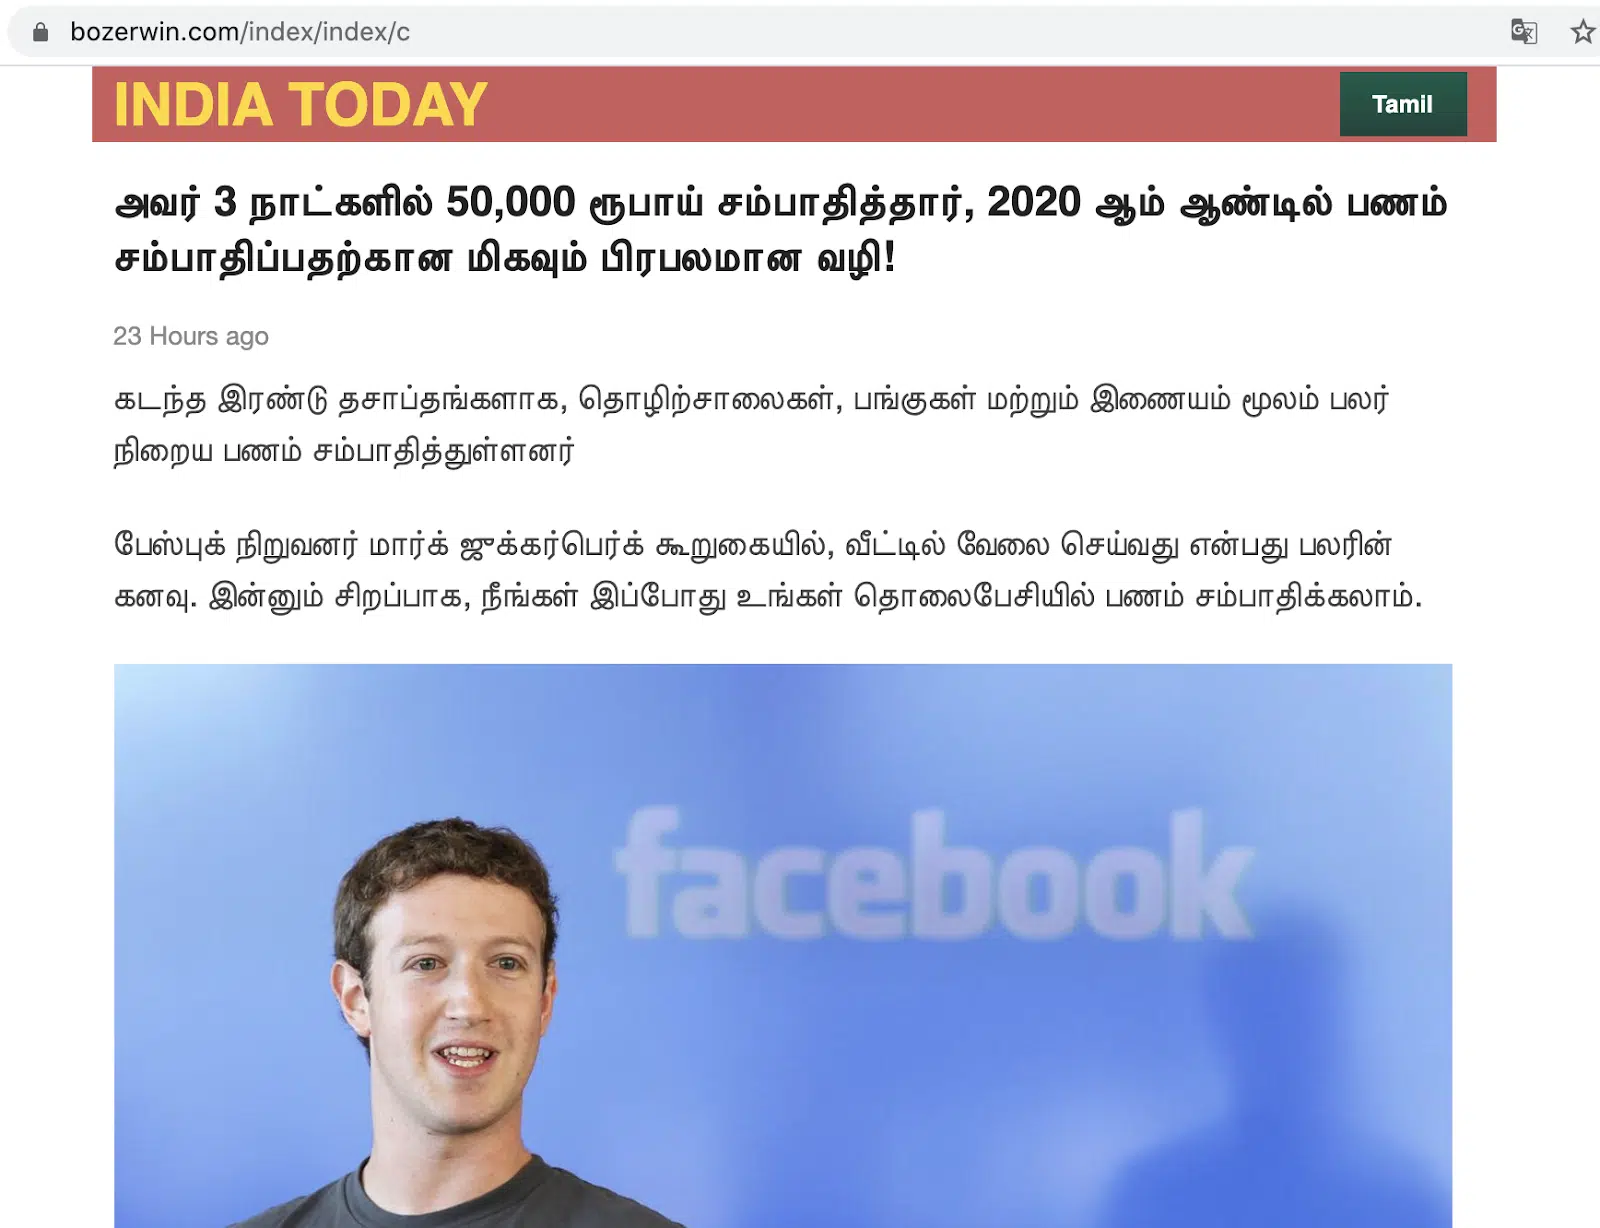 bozerwin.com/index/index/c
INDIA TODAY
Tamil
அவர் 3 நாட்களில் 50,000 ரூபாய் சம்பாதித்தார், 2020 ஆம் ஆண்டில் பணம்
சம்பாதிப்பதற்கான மிகவும் பிரபலமான வழி!
23 Hours ago
கடந்த இரண்டு தசாப்தங்களாக, தொழிற்சாலைகள், பங்குகள் மற்றும் இணையம் மூலம் பலர்
நிறைய பணம் சம்பாதித்துள்ளனர்
பேஸ்புக் நிறுவனர் மார்க் ஜுக்கர்பெர்க் கூறுகையில், வீட்டில் வேலை செய்வது என்பது பலரின்
கனவு. இன்னும் சிறப்பாக, நீங்கள் இப்போது உங்கள் தொலைபேசியில் பணம் சம்பாதிக்கலாம்.
facebook